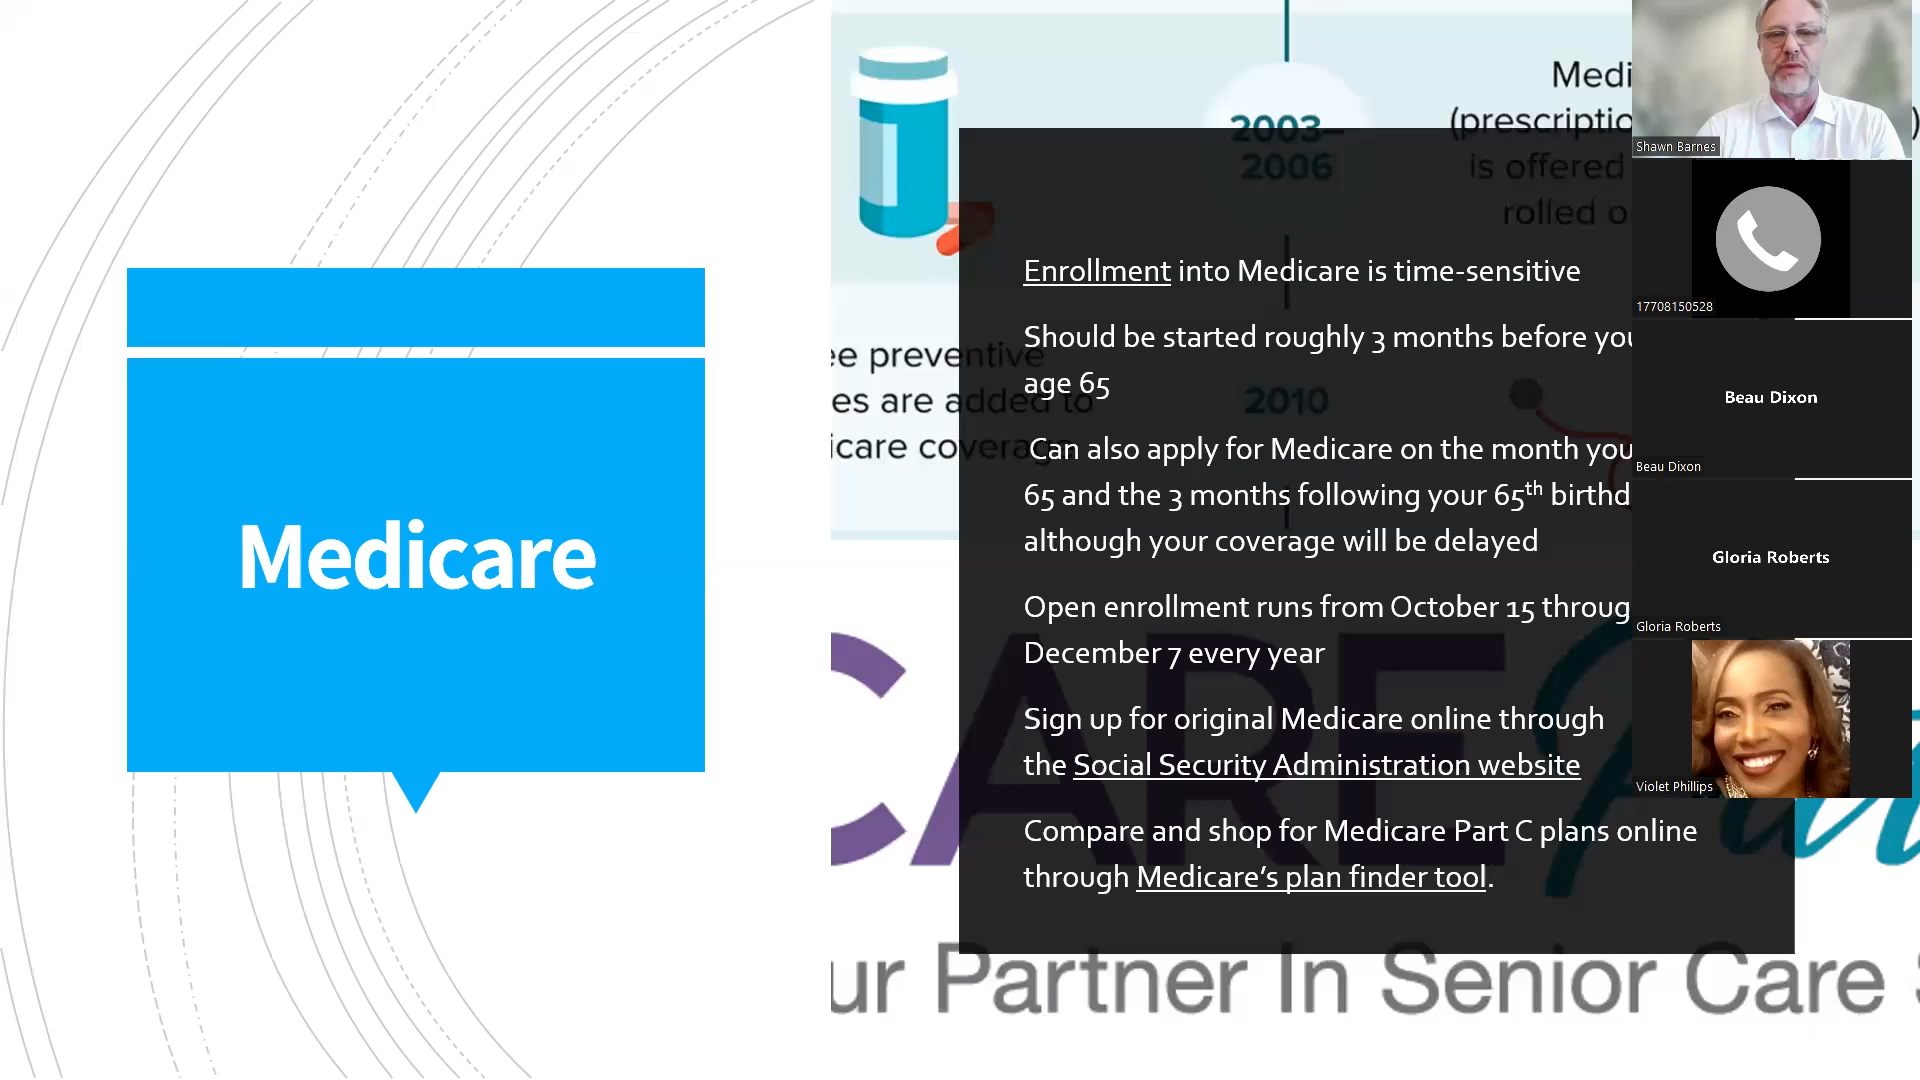 Medicare
2003–
2006
Medi
(prescriptio
is offered
rolled o
ee preventive
es are added to
icare coverage.
2010
Enrollment into Medicare is time-sensitive
Should be started roughly 3 months before you
age 65
Can also apply for Medicare on the month you
65 and the 3 months following your 65th birthd
although your coverage will be delayed
Open enrollment runs from October 15 throug
December 7 every year
Sign up for original Medicare online through
the Social Security Administration website
Compare and shop for Medicare Part C plans online
through Medicare’s plan finder tool.
CARE
ur Partner In Senior Care
Shawn Barnes
17708150528
Beau Dixon
Beau Dixon
Gloria Roberts
Gloria Roberts
Violet Phillips